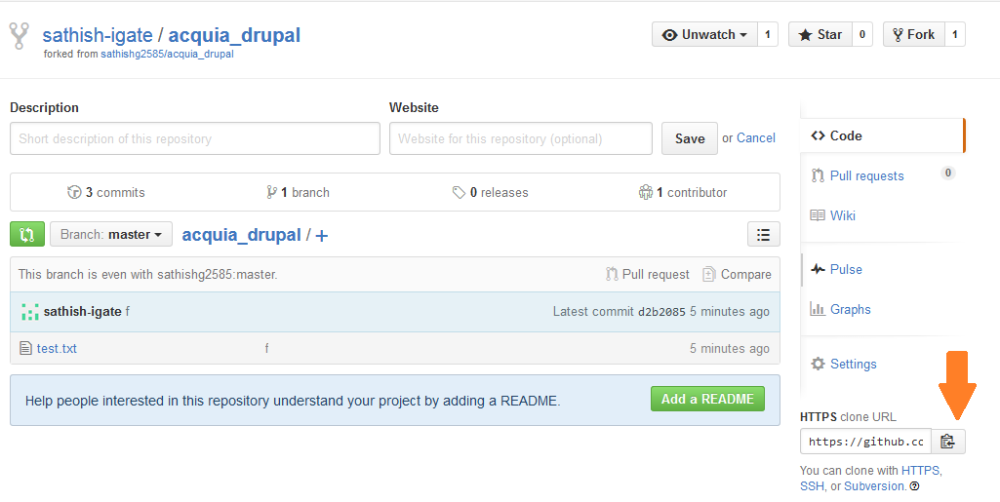 sathish-igate / acquia_drupal
forked from sathishg2585/acquia_drupal
Unwatch 1 Star 0 Fork 1
Description
Short description of this repository
Website
Website for this repository (optional)
Save or Cancel
3 commits 1 branch 0 releases 1 contributor
Branch: master acquia_drupal / +
This branch is even with sathishg2585:master. Pull request Compare
sathish-igate f Latest commit d2b2085 5 minutes ago
test.txt f 5 minutes ago
Help people interested in this repository understand your project by adding a README. Add a README
Code
Pull requests 0
Wiki
Pulse
Graphs
Settings
HTTPS clone URL
https://github.cc
You can clone with HTTPS,
SSH, or Subversion. ?